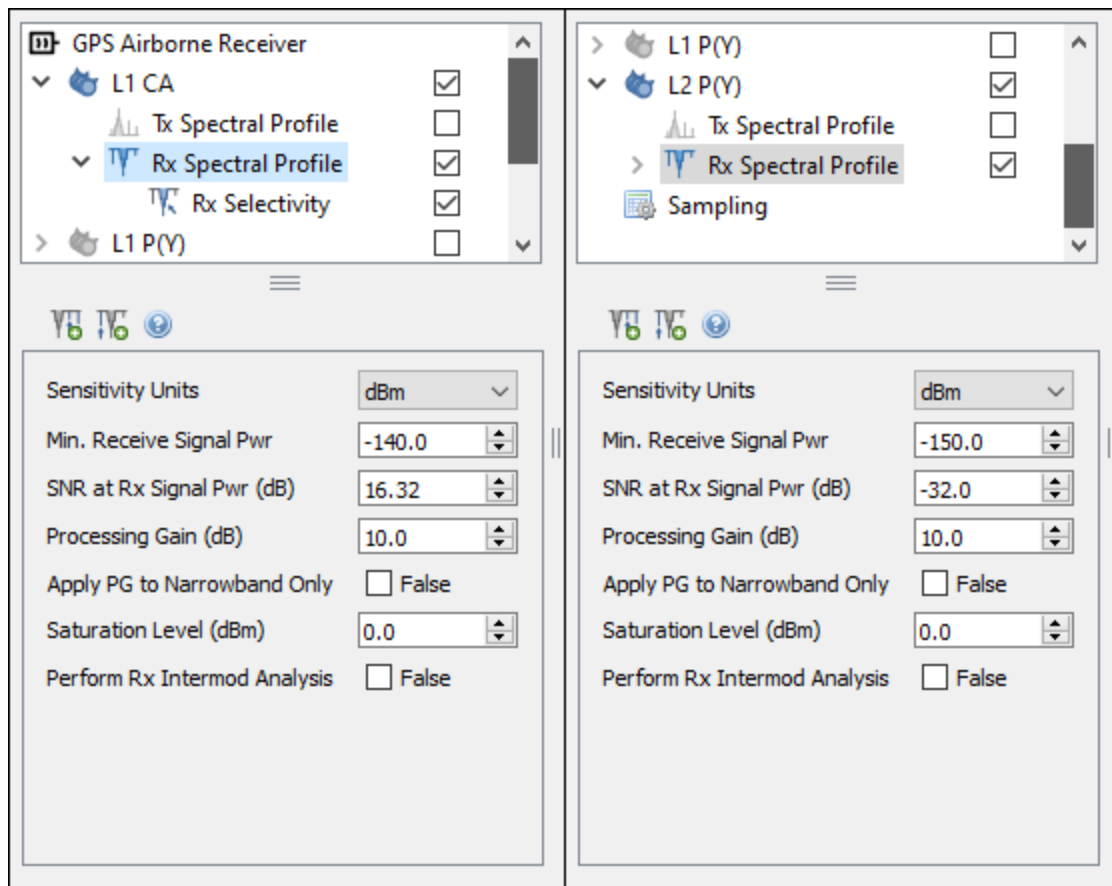 GPS Airborne Receiver
L1 CA
Tx Spectral Profile
Rx Spectral Profile
Rx Selectivity
L1 P(Y)
Sensitivity Units dBm
Min. Receive Signal Pwr -140.0
SNR at Rx Signal Pwr (dB) 16.32
Processing Gain (dB) 10.0
Apply PG to Narrowband Only False
Saturation Level (dBm) 0.0
Perform Rx Intermod Analysis False
L1 P(Y)
L2 P(Y)
Tx Spectral Profile
Rx Spectral Profile
Sampling
Sensitivity Units dBm
Min. Receive Signal Pwr -150.0
SNR at Rx Signal Pwr (dB) -32.0
Processing Gain (dB) 10.0
Apply PG to Narrowband Only False
Saturation Level (dBm) 0.0
Perform Rx Intermod Analysis False